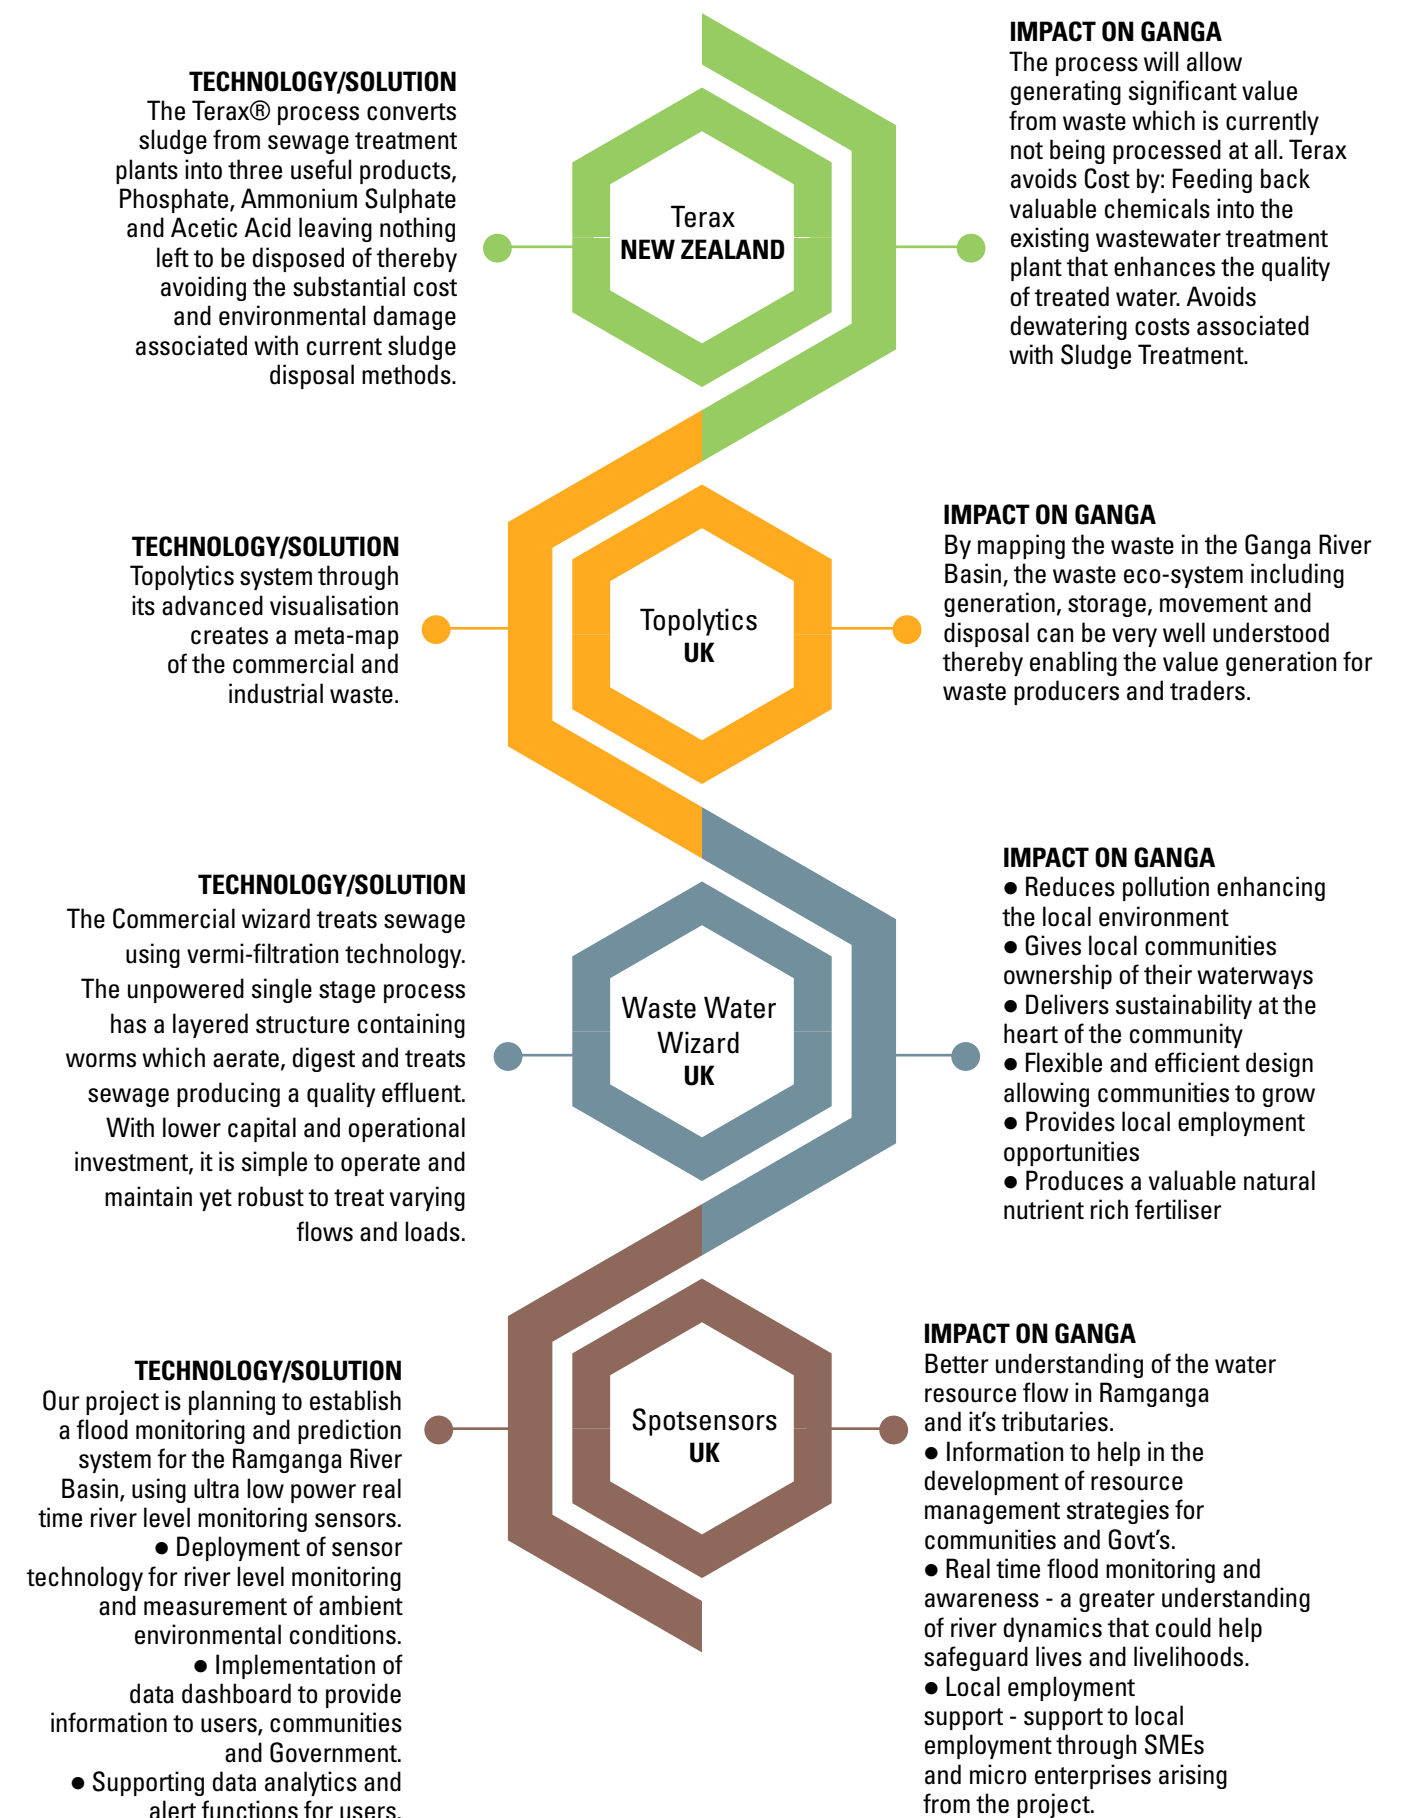 TECHNOLOGY/SOLUTION
The Terax® process converts
sludge from sewage treatment
plants into three useful products,
Phosphate, Ammonium Sulphate
and Acetic Acid leaving nothing
left to be disposed of thereby
avoiding the substantial cost
and environmental damage
associated with current sludge
disposal methods.
Terax
NEW ZEALAND
IMPACT ON GANGA
The process will allow
generating significant value
from waste which is currently
not being processed at all. Terax
avoids Cost by: Feeding back
valuable chemicals into the
existing wastewater treatment
plant that enhances the quality
of treated water. Avoids
dewatering costs associated
with Sludge Treatment.
TECHNOLOGY/SOLUTION
Topolytics system through
its advanced visualisation
creates a meta-map
of the commercial and
industrial waste.
Topolytics
UK
IMPACT ON GANGA
By mapping the waste in the Ganga River
Basin, the waste eco-system including
generation, storage, movement and
disposal can be very well understood
thereby enabling the value generation for
waste producers and traders.
TECHNOLOGY/SOLUTION
The Commercial wizard treats sewage
using vermi-filtration technology.
The unpowered single stage process
has a layered structure containing
worms which aerate, digest and treats
sewage producing a quality effluent.
With lower capital and operational
investment, it is simple to operate and
maintain yet robust to treat varying
flows and loads.
Waste Water
Wizard
UK
IMPACT ON GANGA
● Reduces pollution enhancing
the local environment
● Gives local communities
ownership of their waterways
● Delivers sustainability at the
heart of the community
● Flexible and efficient design
allowing communities to grow
● Provides local employment
opportunities
● Produces a valuable natural
nutrient rich fertiliser
TECHNOLOGY/SOLUTION
Our project is planning to establish
a flood monitoring and prediction
system for the Ramganga River
Basin, using ultra low power real
time river level monitoring sensors.
● Deployment of sensor
technology for river level monitoring
and measurement of ambient
environmental conditions.
● Implementation of
data dashboard to provide
information to users, communities
and Government.
● Supporting data analytics and
alert functions for users.
Spotsensors
UK
IMPACT ON GANGA
Better understanding of the water
resource flow in Ramganga
and it's tributaries.
● Information to help in the
development of resource
management strategies for
communities and Govt's.
● Real time flood monitoring and
awareness - a greater understanding
of river dynamics that could help
safeguard lives and livelihoods.
● Local employment
support - support to local
employment through SMEs
and micro enterprises arising
from the project.